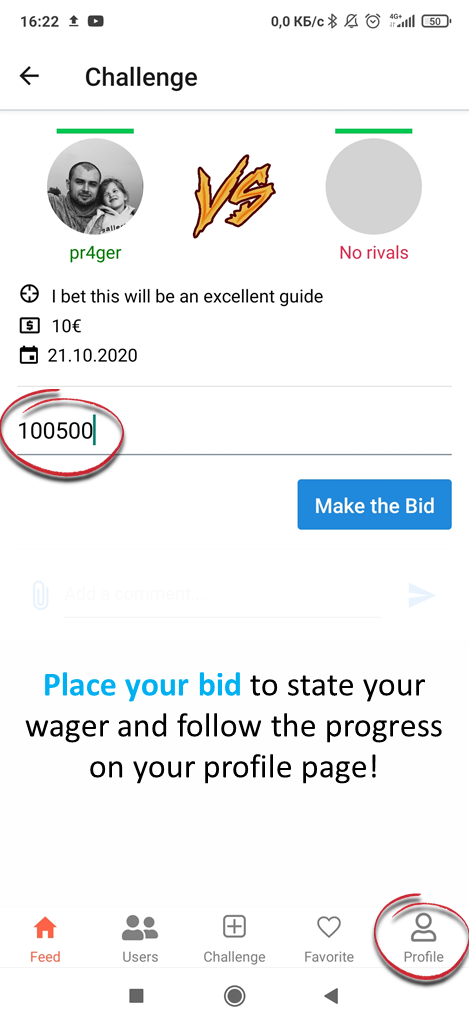 16:22 0,0 КБ/с 4G+ 50
Challenge
VS
pr4ger No rivals
I bet this will be an excellent guide
$ 10€
21.10.2020
100500
Make the Bid
Add a comment...
Place your bid to state your
wager and follow the progress
on your profile page!
Feed Users Challenge Favorite Profile